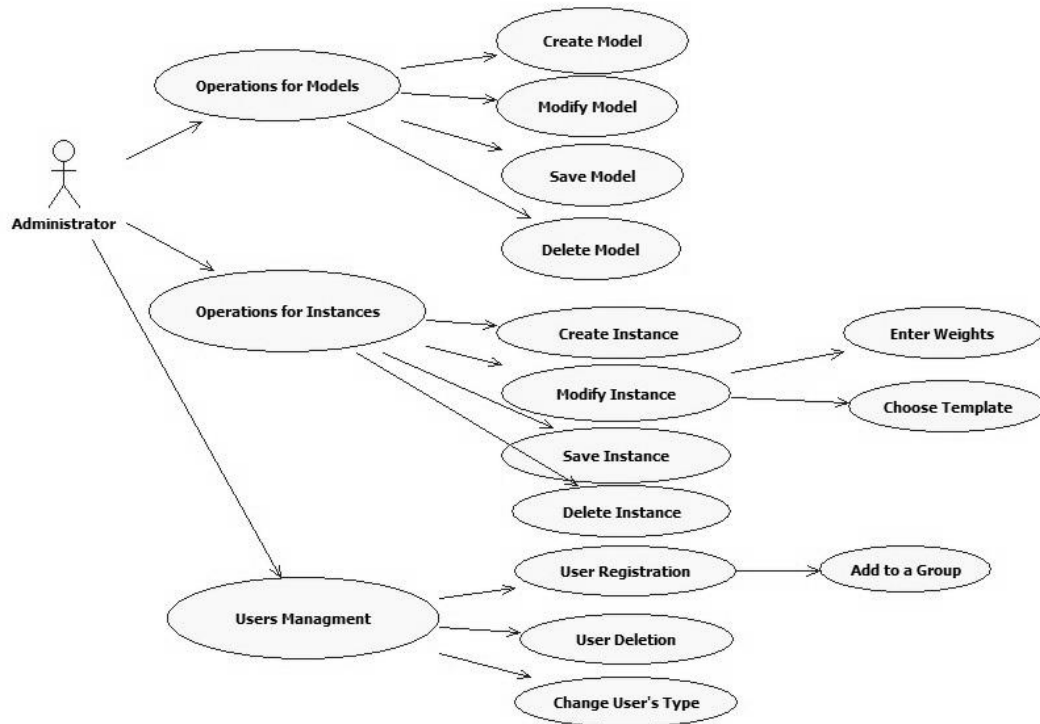 Create Model
Operations for Models
Modify Model
Save Model
Administrator
Delete Model
Operations for Instances
Create Instance
Enter Weights
Modify Instance
Choose Template
Save Instance
Delete Instance
User Registration
Add to a Group
Users Managment
User Deletion
Change User's Type